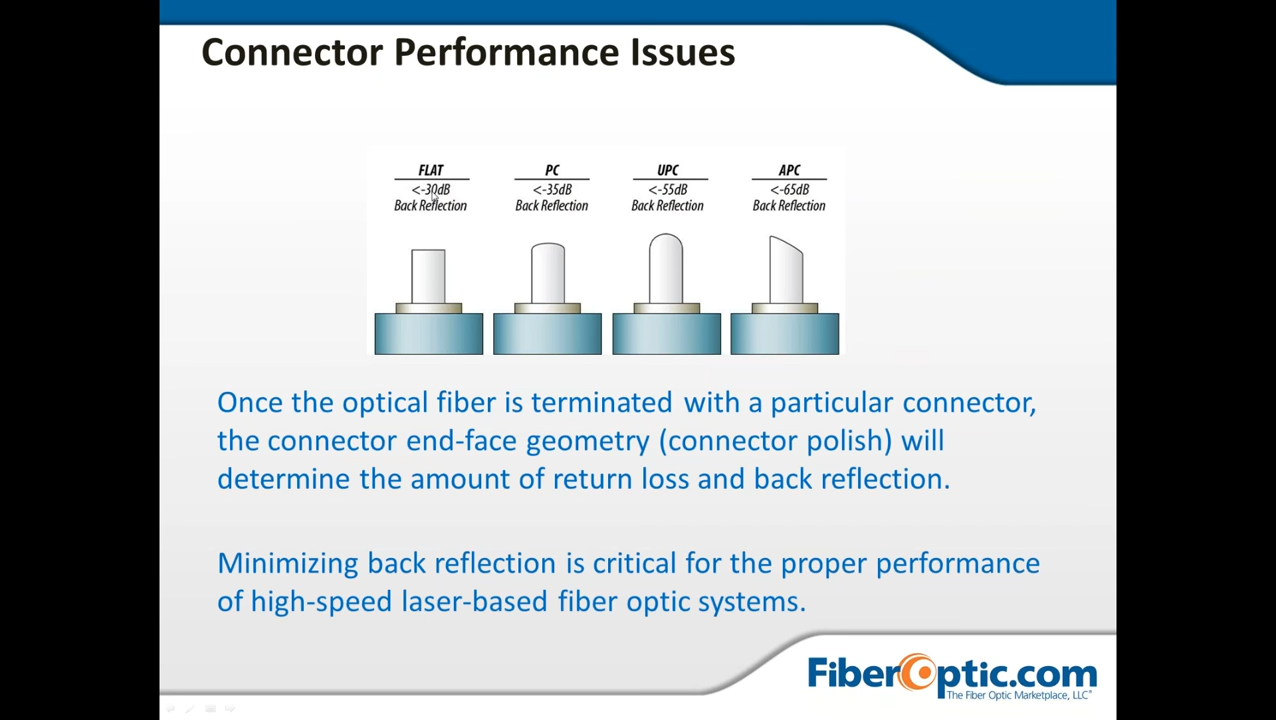 Connector Performance Issues
FLAT PC UPC APC
<-30dB <-35dB <-55dB <-65dB
Back Reflection Back Reflection Back Reflection Back Reflection
Once the optical fiber is terminated with a particular connector,
the connector end-face geometry (connector polish) will
determine the amount of return loss and back reflection.
Minimizing back reflection is critical for the proper performance
of high-speed laser-based fiber optic systems.
FiberOptic.com
The Fiber Optic Marketplace, LLC®